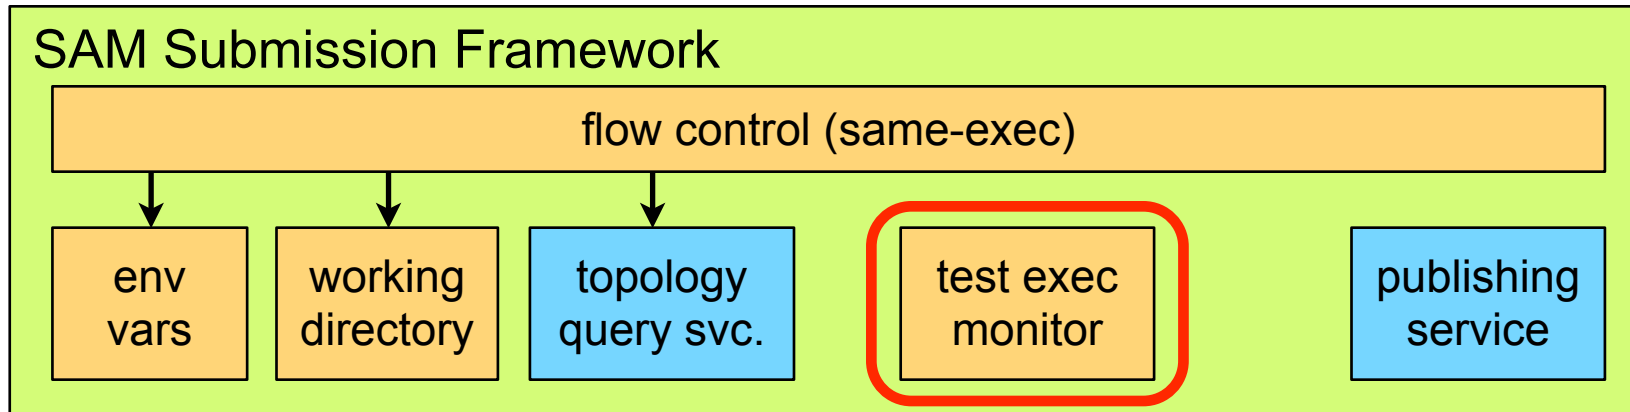 SAM Submission Framework
flow control (same-exec)
env
vars
working
directory
topology
query svc.
test exec
monitor
publishing
service